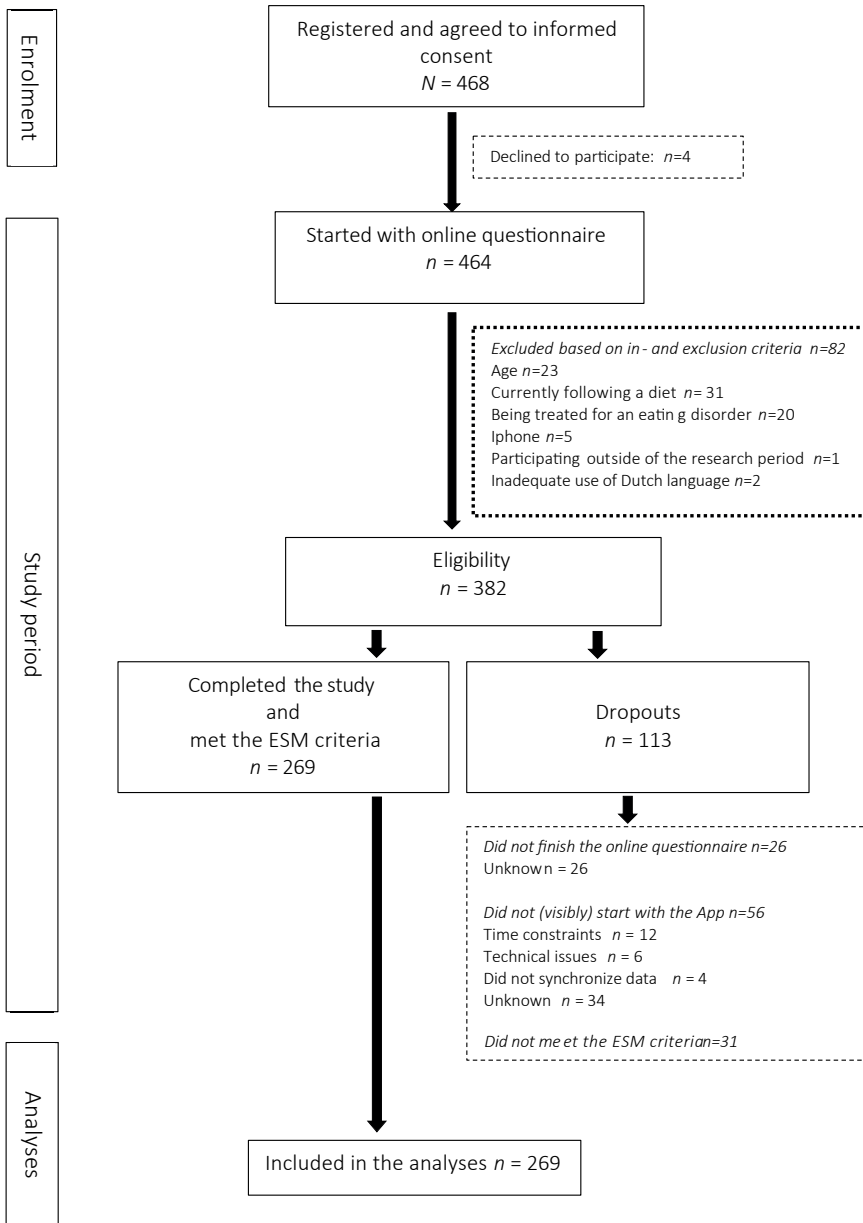 Enrolment
Registered and agreed to informed
consent
N = 468
Declined to participate: n=4
Study period
Started with online questionnaire
n = 464
Excluded based on in- and exclusion criteria n=82
Age n=23
Currently following a diet n= 31
Being treated for an eatin g disorder n=20
Iphone n=5
Participating outside of the research period n=1
Inadequate use of Dutch language n=2
Eligibility
n = 382
Completed the study
and
met the ESM criteria
n = 269
Dropouts
n = 113
Did not finish the online questionnaire n=26
Unknown = 26
Did not (visibly) start with the App n=56
Time constraints n = 12
Technical issues n = 6
Did not synchronize data n = 4
Unknown n = 34
Did not meet the ESM criterian=31
Analyses
Included in the analyses n = 269